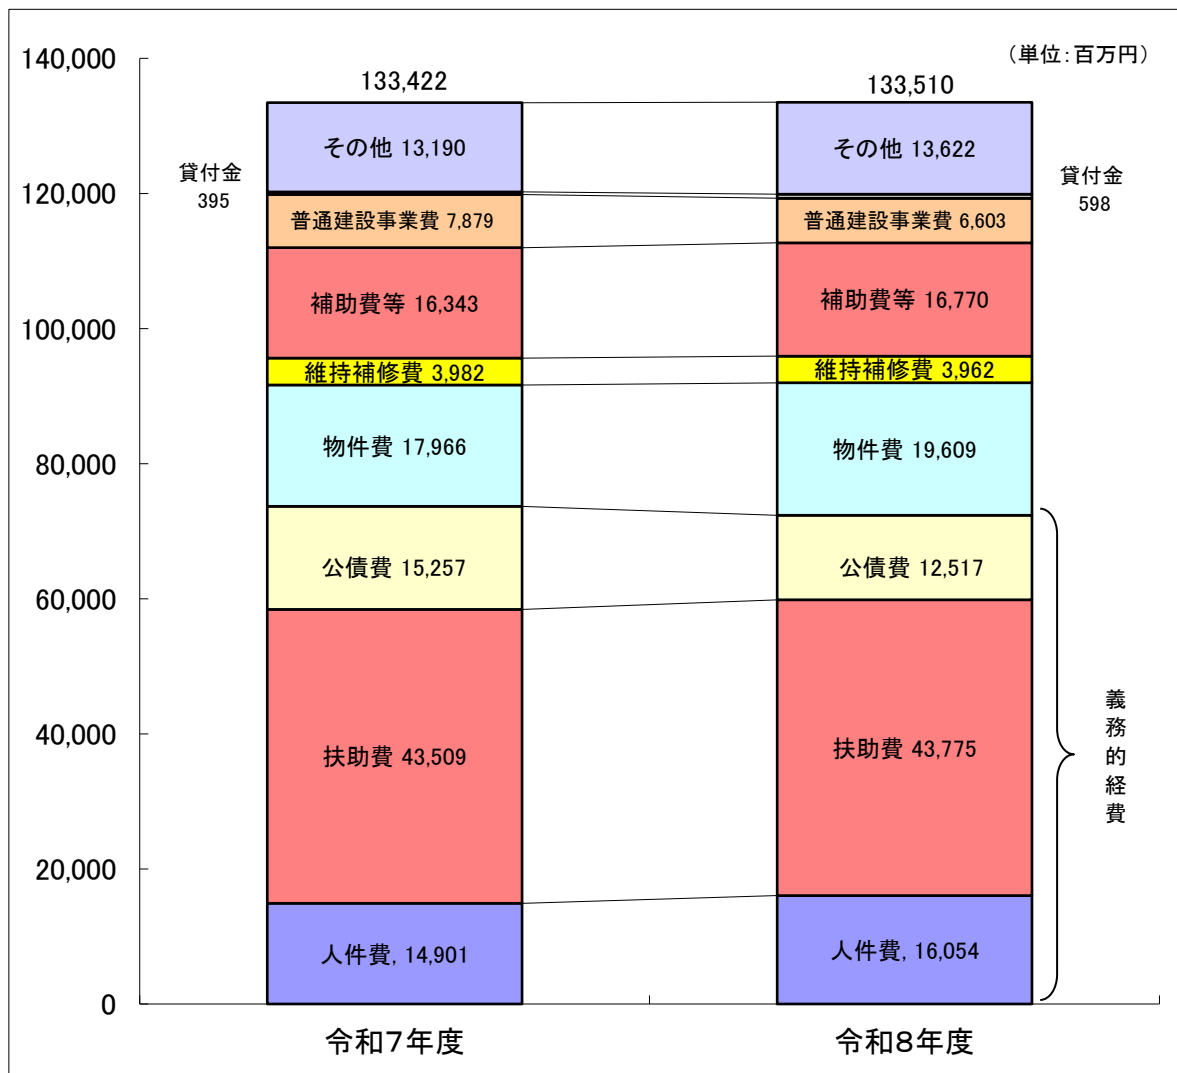 （単位：百万円）
140,000
120,000
100,000
80,000
60,000
40,000
20,000
0
133,422
その他 13,190
貸付金
395
普通建設事業費 7,879
補助費等 16,343
維持補修費 3,982
物件費 17,966
公債費 15,257
扶助費 43,509
人件費, 14,901
令和７年度
133,510
その他 13,622
貸付金
598
普通建設事業費 6,603
補助費等 16,770
維持補修費 3,962
物件費 19,609
公債費 12,517
扶助費 43,775
人件費, 16,054
令和８年度
義務的経費